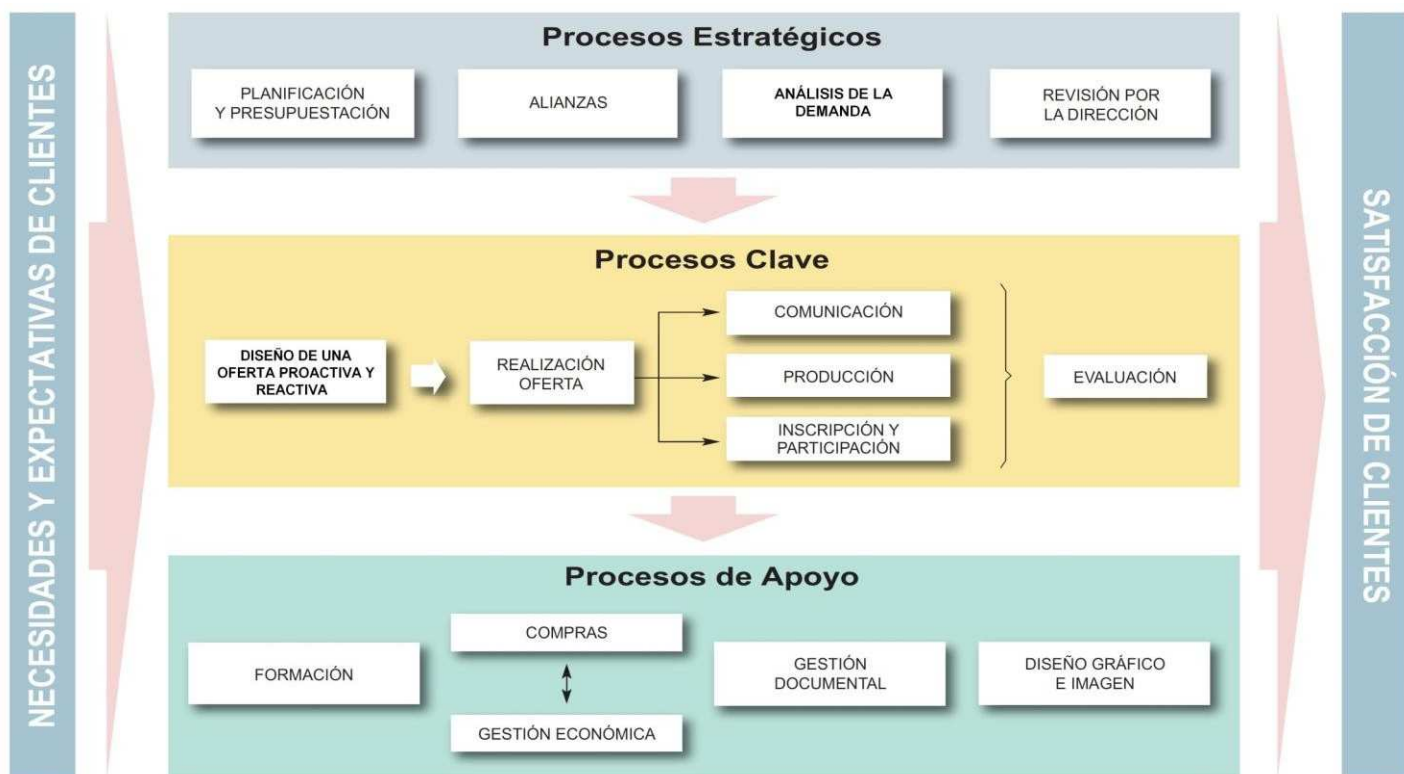 NECESIDADES Y EXPECTATIVAS DE CLIENTES
Procesos Estratégicos
PLANIFICACIÓN
Y PRESUPUESTACIÓN
ALIANZAS
ANÁLISIS DE LA
DEMANDA
REVISIÓN POR
LA DIRECCIÓN
Procesos Clave
DISEÑO DE UNA
OFERTA PROACTIVA Y
REACTIVA
REALIZACIÓN
OFERTA
COMUNICACIÓN
PRODUCCIÓN
INSCRIPCIÓN Y
PARTICIPACIÓN
EVALUACIÓN
Procesos de Apoyo
FORMACIÓN
COMPRAS
GESTIÓN ECONÓMICA
GESTIÓN
DOCUMENTAL
DISEÑO GRÁFICO
E IMAGEN
SATISFACCIÓN DE CLIENTES